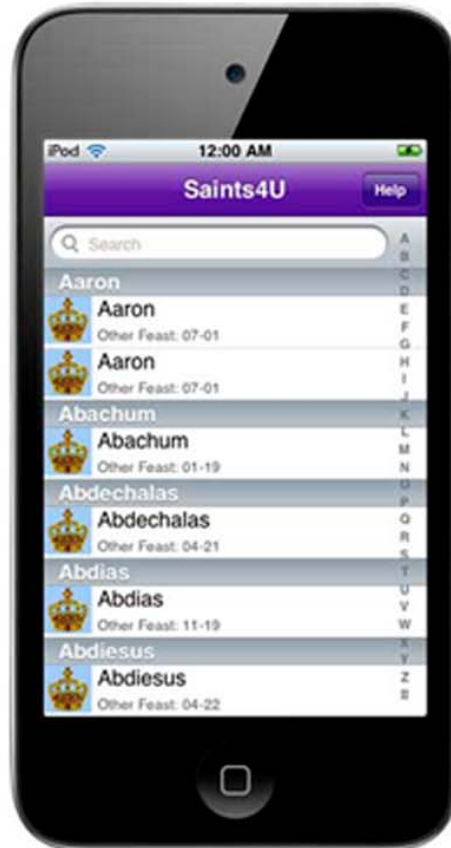 iPod 12:00 AM
Saints4U Help
Search
Aaron
Aaron
Other Feast: 07-01
Aaron
Other Feast: 07-01
Abachum
Abachum
Other Feast: 01-19
Abdechalas
Abdechalas
Other Feast: 04-21
Abdias
Abdias
Other Feast: 11-19
Abdiesus
Abdiesus
Other Feast: 04-22
A
B
C
D
E
F
G
H
I
J
K
L
M
N
O
P
Q
R
S
T
U
V
W
X
Y
Z
#